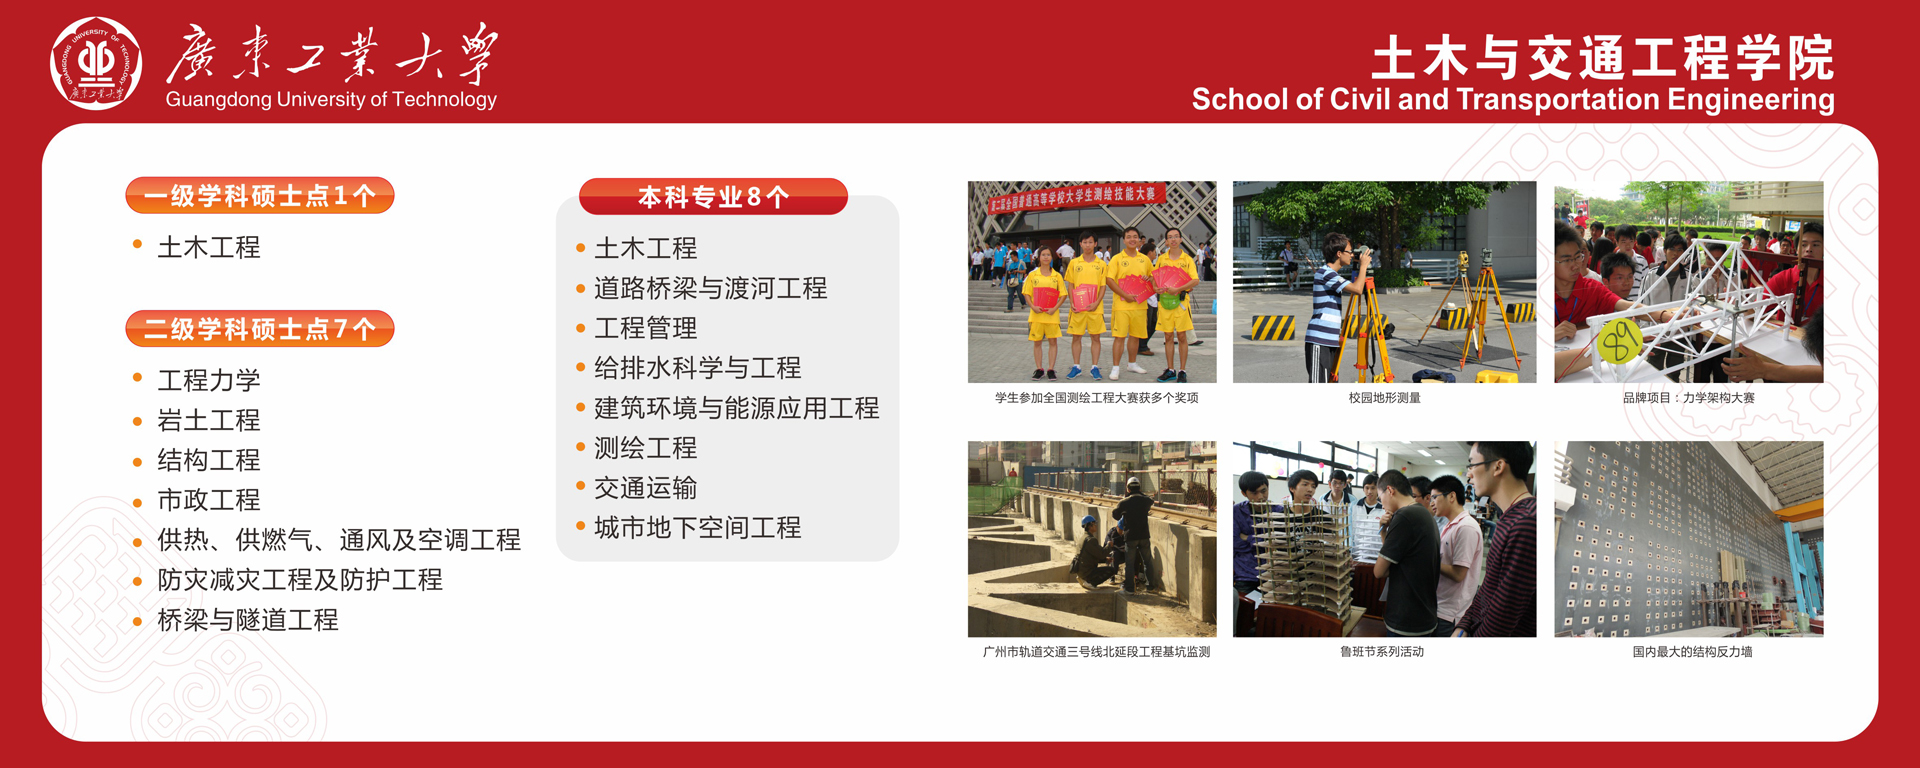 GUANGDONG UNIVERSITY OF TECHNOLOGY
廣東工業大學
廣東工業大學
Guangdong University of Technology
土木与交通工程学院
School of Civil and Transportation Engineering
一级学科硕士点1个
土木工程
二级学科硕士点7个
工程力学
岩土工程
结构工程
市政工程
供热、供燃气、通风及空调工程
防灾减灾工程及防护工程
桥梁与隧道工程
本科专业8个
土木工程
道路桥梁与渡河工程
工程管理
给排水科学与工程
建筑环境与能源应用工程
测绘工程
交通运输
城市地下空间工程
第二届全国普通高等学校大学生测绘技能大赛
学生参加全国测绘工程大赛获多个奖项
校园地形测量
89
品牌项目：力学架构大赛
广州市轨道交通三号线北延段工程基坑监测
鲁班节系列活动
国内最大的结构反力墙